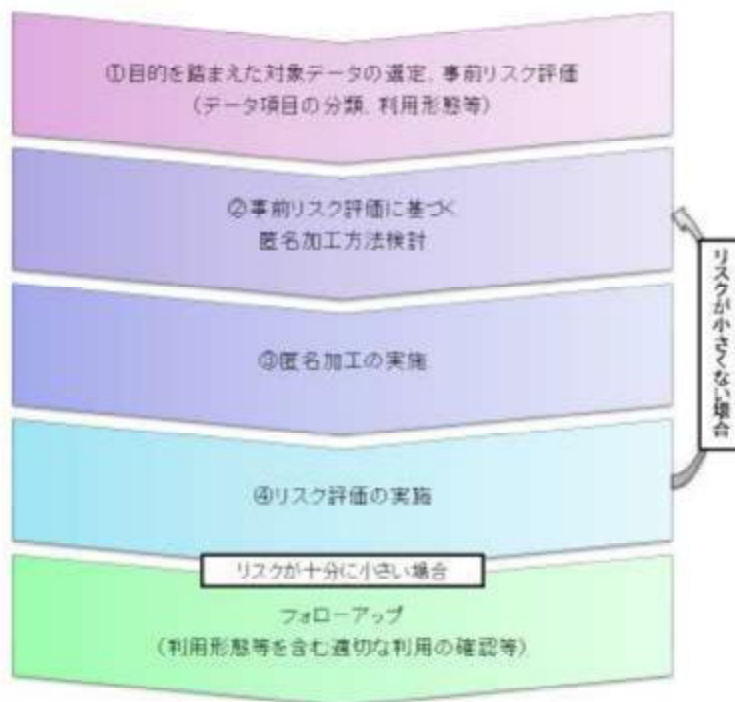 ①目的を踏まえた対象データの選定、事前リスク評価
（データ項目の分類、利用形態等）
②事前リスク評価に基づく
匿名加工方法検討
③匿名加工の実施
④リスク評価の実施
リスクが小さくない場合
リスクが十分に小さい場合
フォローアップ
（利用形態等を含む適切な利用の確認等）